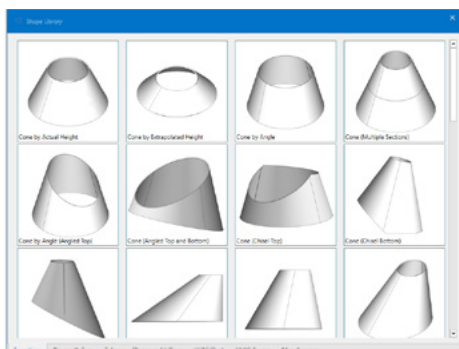 Shape Library
Cone by Actual Height
Cone by Extrapolated Height
Cone by Angle
Cone (Multiple Sections)
Cone by Angle (Angled Top)
Cone (Angled Top and Bottom)
Cone (Chisel Top)
Cone (Chisel Bottom)